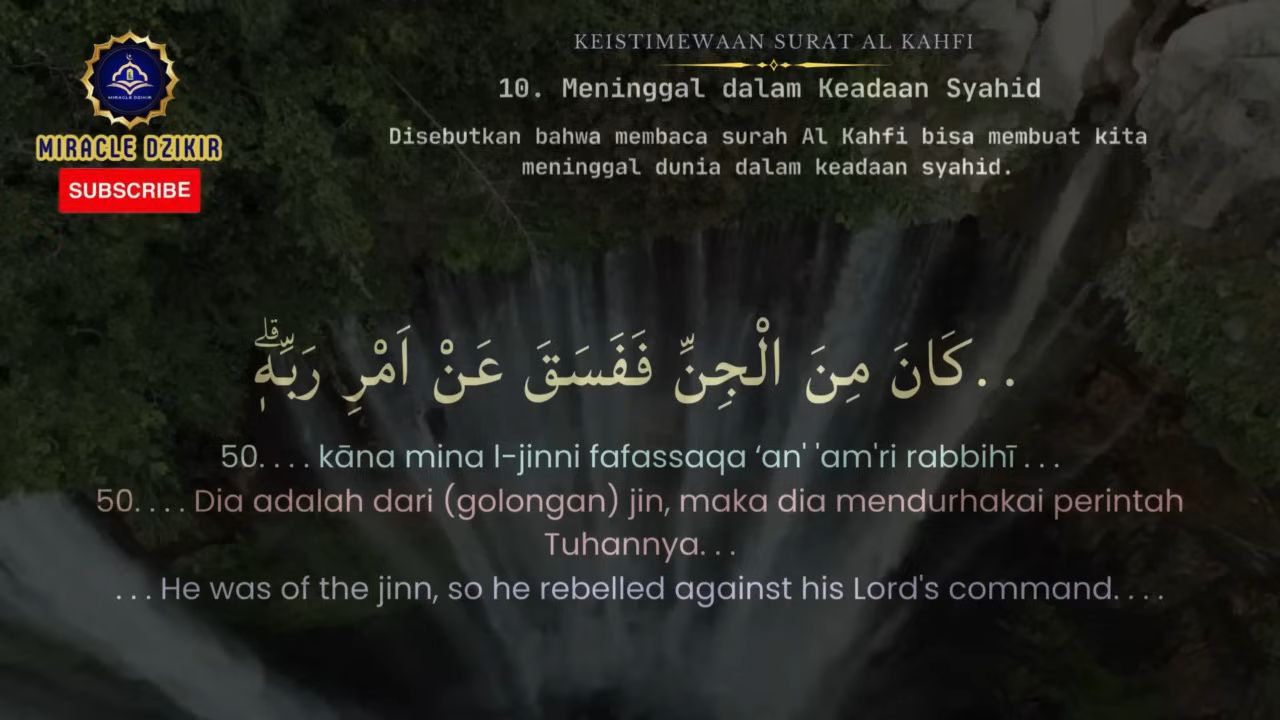 KEISTIMEWAAN SURAT AL KAHFI
10. Meninggal dalam Keadaan Syahid
Disebutkan bahwa membaca surah Al Kahfi bisa membuat kita
meninggal dunia dalam keadaan syahid.
MIRACLE DZIKIR
MIRACLE DZIKIR
SUBSCRIBE
. . كَانَ مِنَ الْجِنِّ فَفَسَقَ عَنْ اَمْرِ رَبِّهٖۗ
50. . . . kāna mina l-jinni fafassaqa ‘an' 'am'ri rabbihī . . .
50. . . . Dia adalah dari (golongan) jin, maka dia mendurhakai perintah
Tuhannya. . .
. . . He was of the jinn, so he rebelled against his Lord's command. . . .